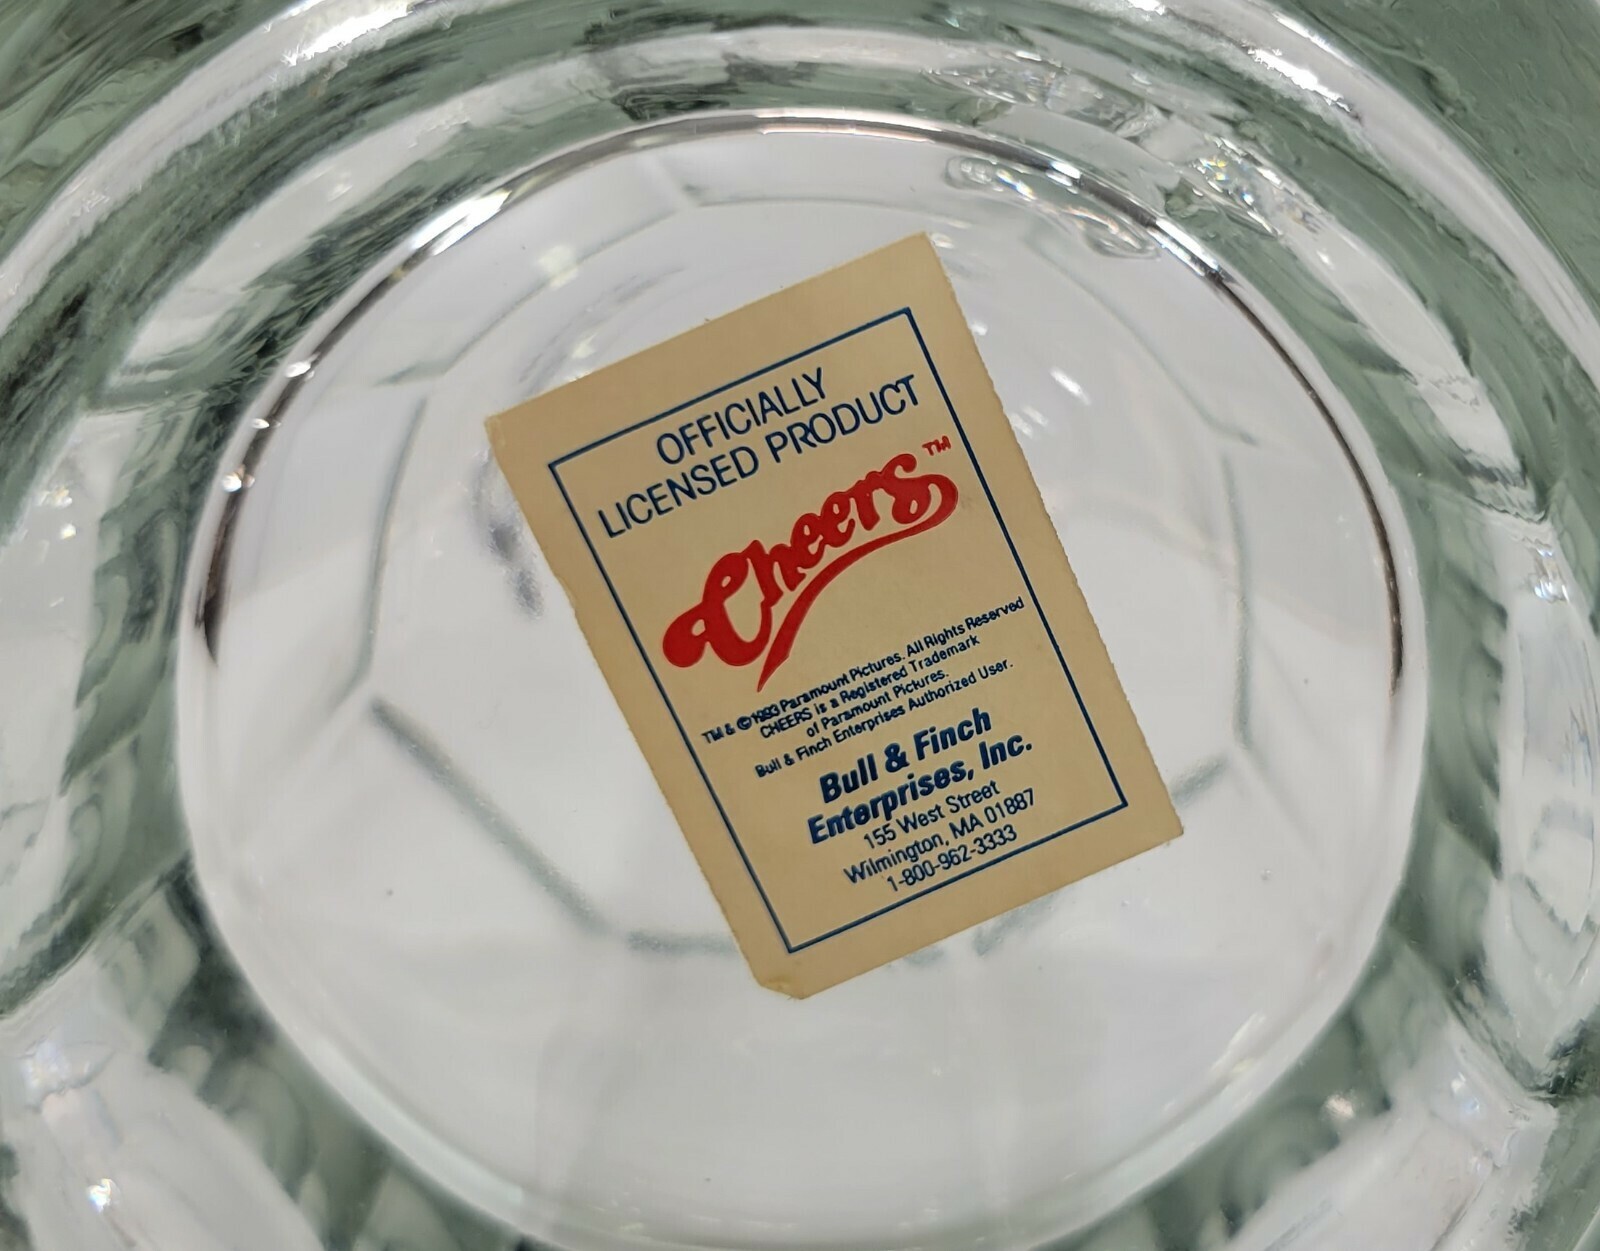 OFFICIALLY
LICENSED PRODUCT
Cheers™
TM & ©1993 Paramount Pictures. All Rights Reserved
CHEERS is a Registered Trademark
of Paramount Pictures.
Bull & Finch Enterprises Authorized User.
Bull & Finch
Enterprises, Inc.
155 West Street
Wilmington, MA 01887
1-800-962-3333